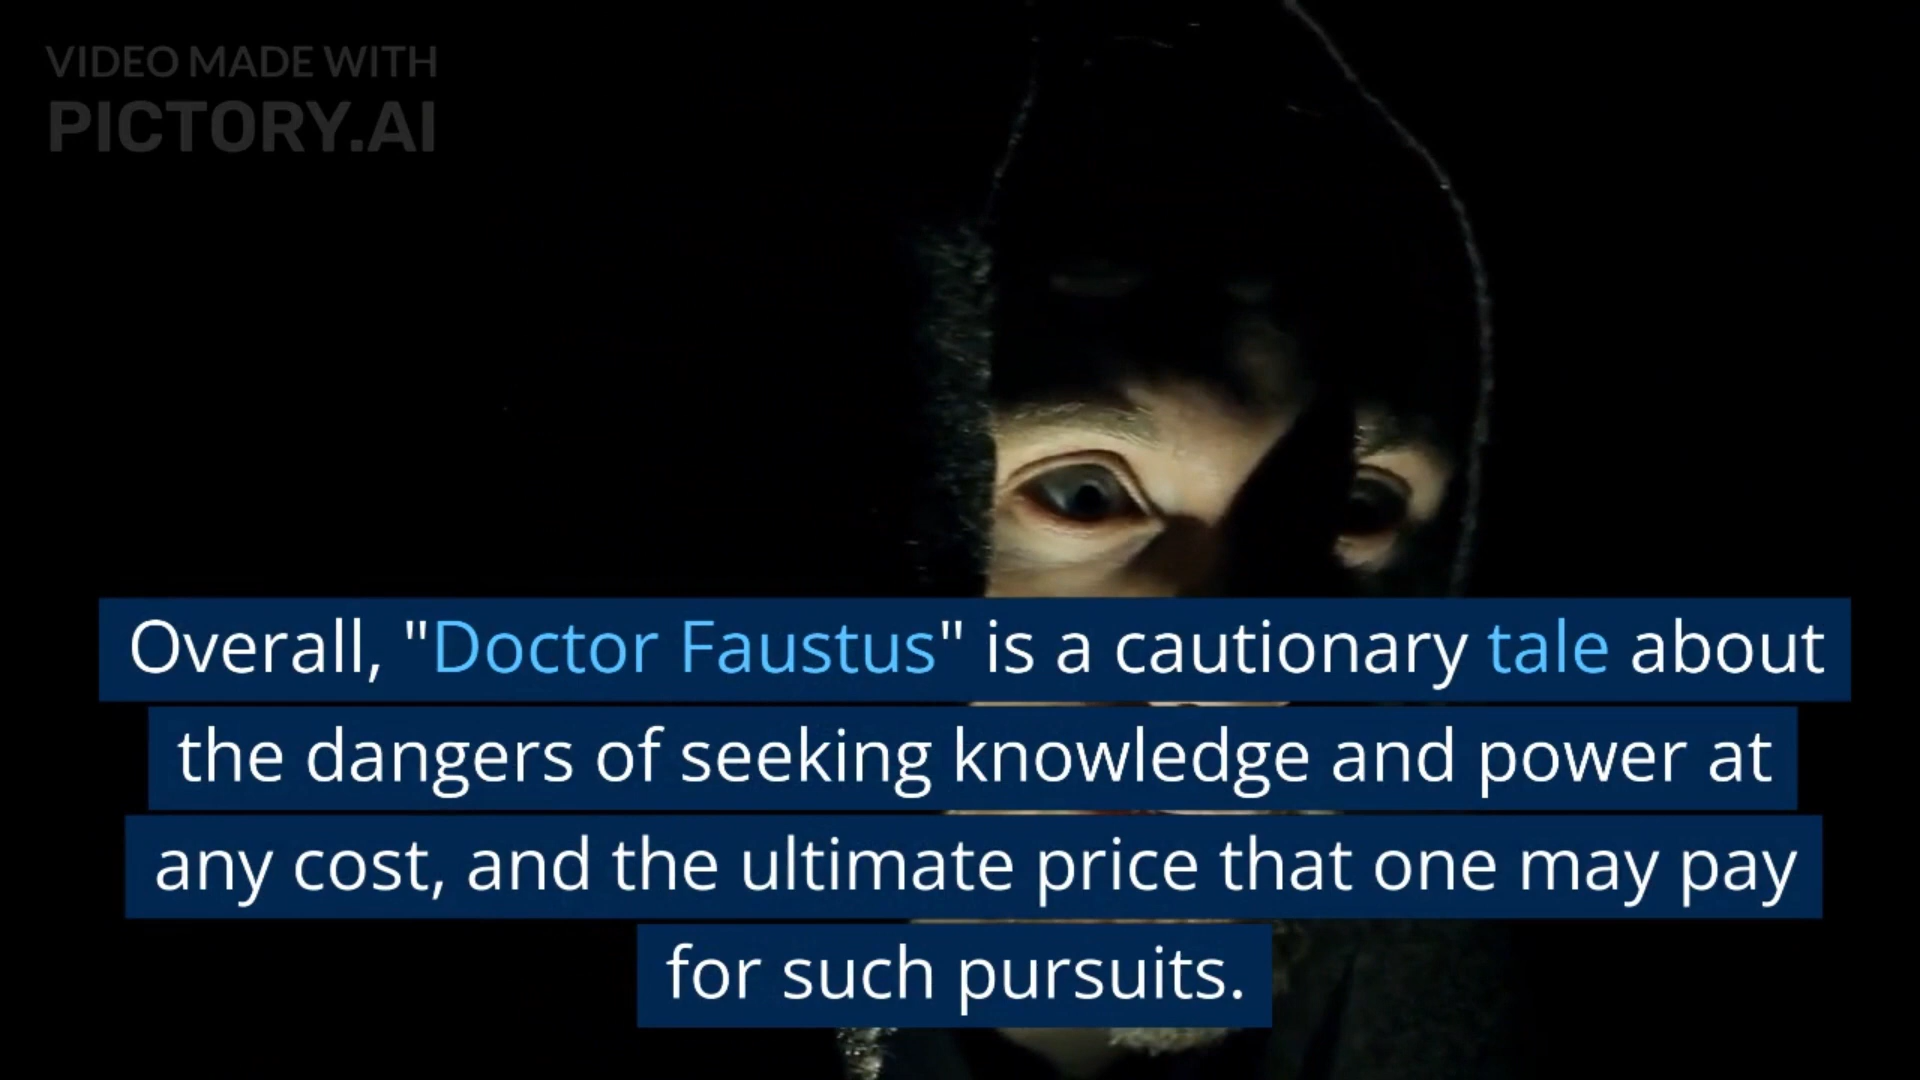 VIDEO MADE WITH
PICTORY.AI
Overall, "Doctor Faustus" is a cautionary tale about
the dangers of seeking knowledge and power at
any cost, and the ultimate price that one may pay
for such pursuits.